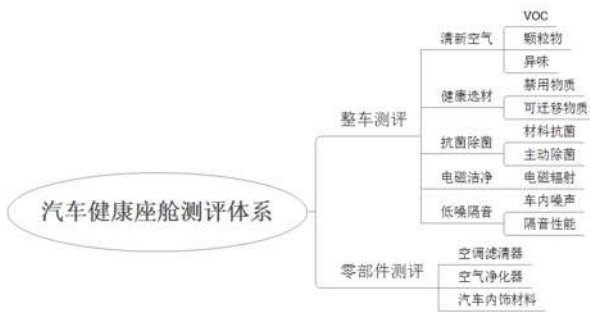 汽车健康座舱测评体系
整车测评
清新空气
VOC
颗粒物
异味
健康选材
禁用物质
可迁移物质
抗菌除菌
材料抗菌
主动除菌
电磁洁净
电磁辐射
低噪隔音
车内噪声
隔音性能
零部件测评
空调滤清器
空气净化器
汽车内饰材料